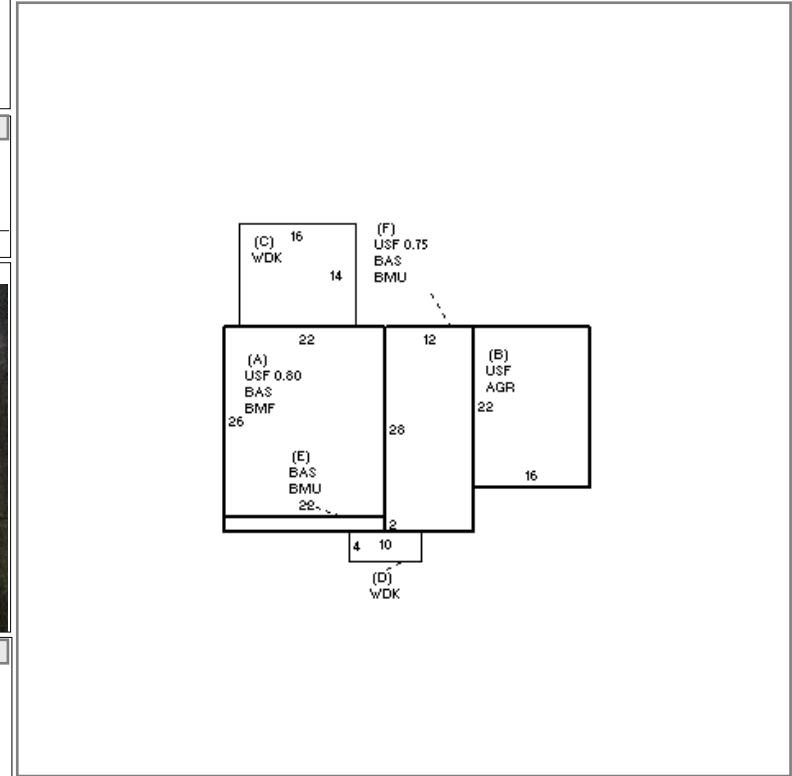 (C) 16
WDK
14
(F)
USF 0.75
BAS
BMU
22
(A)
USF 0.80
BAS
BMF
26
(E)
BAS
BMU
22
12
28
2
(B)
USF
AGR
22
16
4 10
(D)
WDK